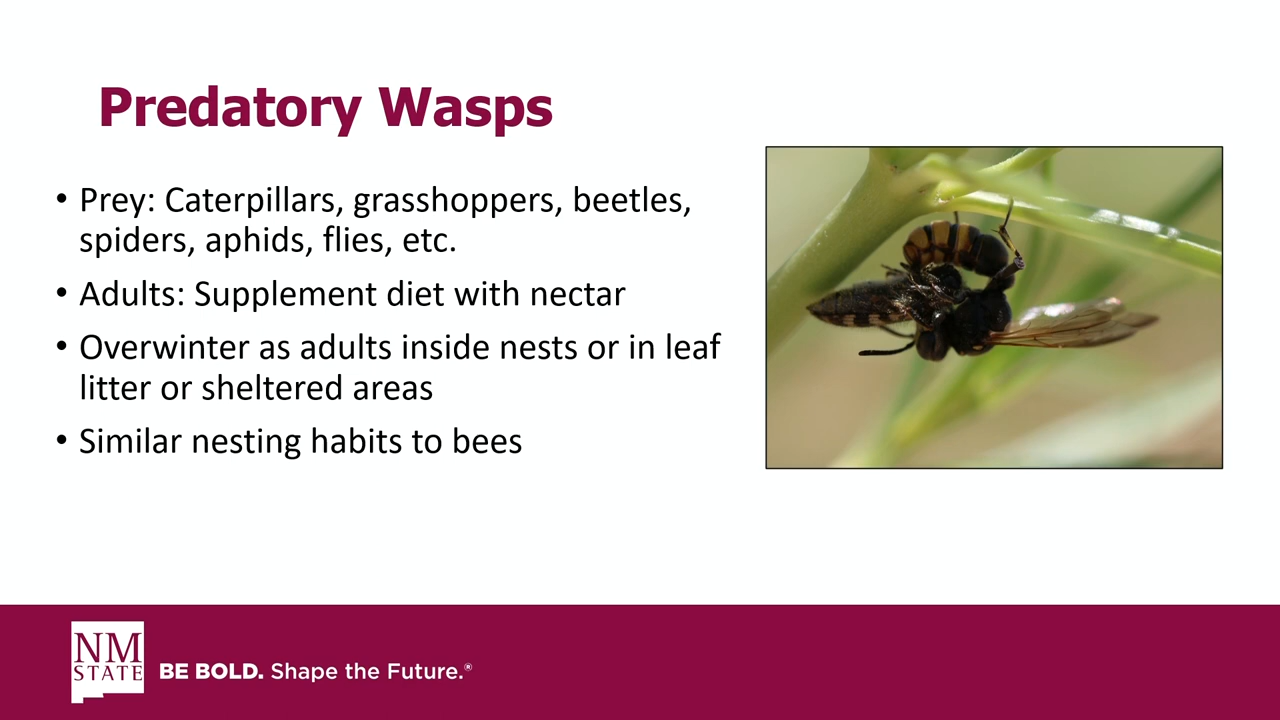 Predatory Wasps
• Prey: Caterpillars, grasshoppers, beetles,
spiders, aphids, flies, etc.
• Adults: Supplement diet with nectar
• Overwinter as adults inside nests or in leaf
litter or sheltered areas
• Similar nesting habits to bees
NM
STATE
BE BOLD. Shape the Future.®